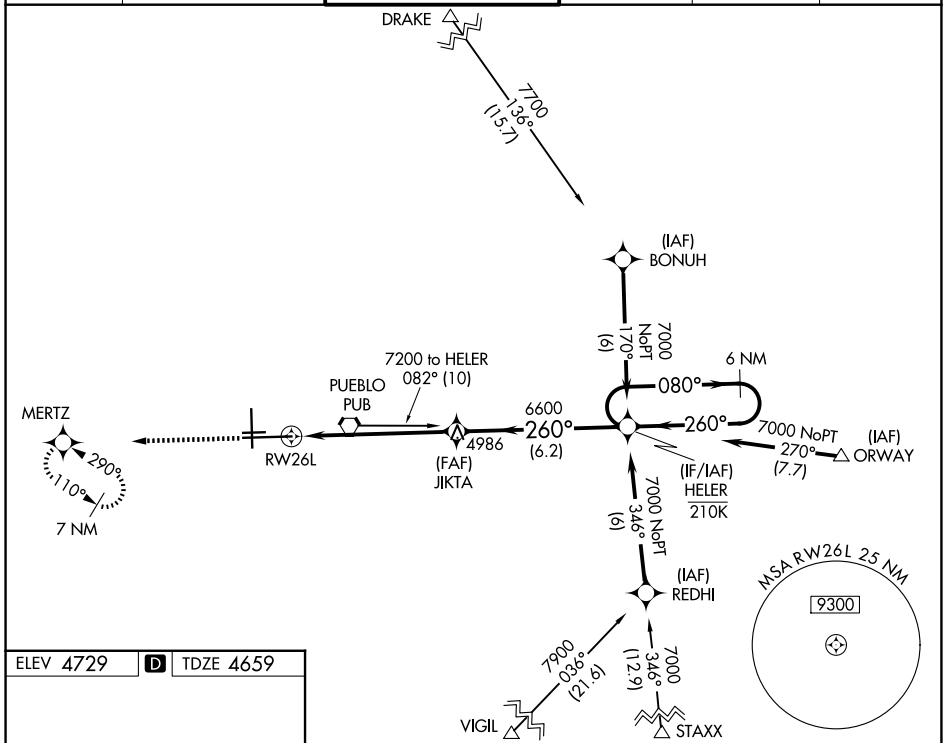 DRAKE
7700
136°
(15.7)
(IAF)
BONUH
7000
NoPT
170°
(6)
6 NM
080°
7200 to HELER
082° (10)
PUEBLO
PUB
MERTZ
6600
260°
(6.2)
260°
4986
7000 NoPT
270°
(7.7)
(IAF)
ORWAY
RW26L
(FAF)
JIKTA
(IF/IAF)
HELER
210K
290°
110°
7 NM
7000 NoPT
346°
(6)
(IAF)
REDHI
MSA RW26L 25 NM
9300
7900
036°
(21.6)
7000
346°
(12.9)
VIGIL
STAXX
ELEV 4729 D TDZE 4659